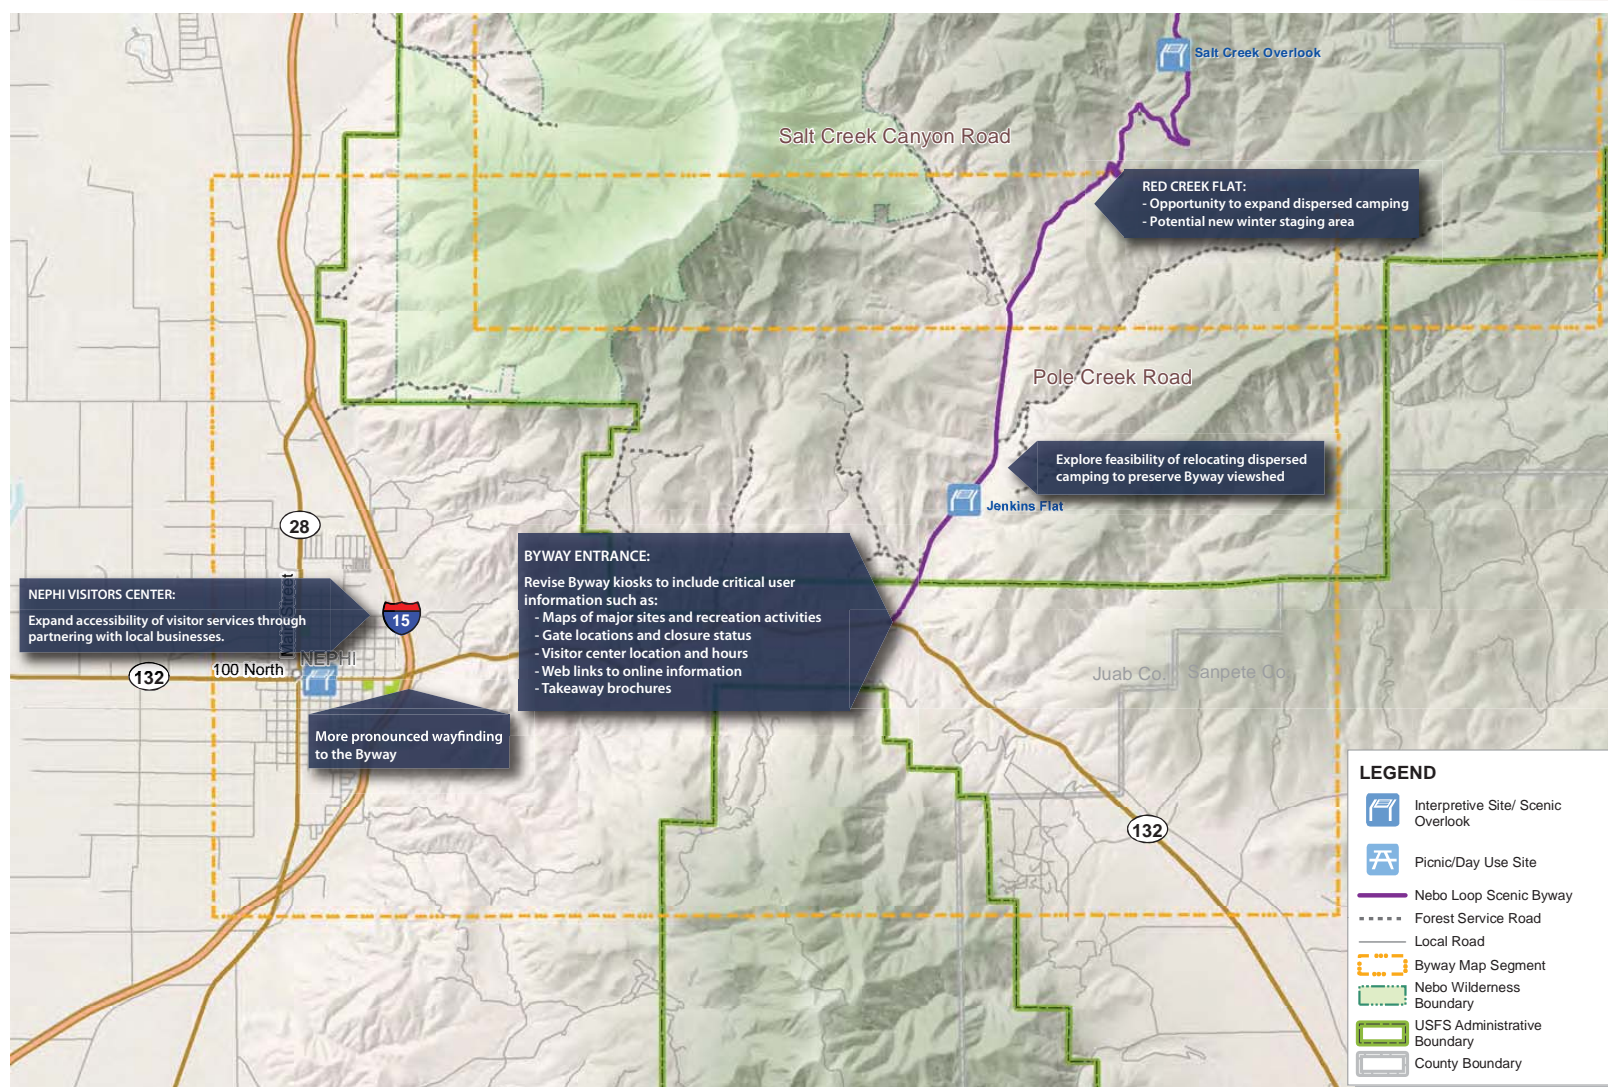 Salt Creek Overlook
Salt Creek Canyon Road
RED CREEK FLAT:
- Opportunity to expand dispersed camping
- Potential new winter staging area
Pole Creek Road
Explore feasibility of relocating dispersed
camping to preserve Byway viewshed
Jenkins Flat
28
BYWAY ENTRANCE:
Revise Byway kiosks to include critical user
information such as:
- Maps of major sites and recreation activities
- Gate locations and closure status
- Visitor center location and hours
- Web links to online information
- Takeaway brochures
NEPHI VISITORS CENTER:
Expand accessibility of visitor services through
partnering with local businesses.
Main Street
15
NEPHI
132
100 North
More pronounced wayfinding
to the Byway
Juab Co.
Sanpete Co.
132
LEGEND
Interpretive Site/ Scenic
Overlook
Picnic/Day Use Site
Nebo Loop Scenic Byway
Forest Service Road
Local Road
Byway Map Segment
Nebo Wilderness
Boundary
USFS Administrative
Boundary
County Boundary